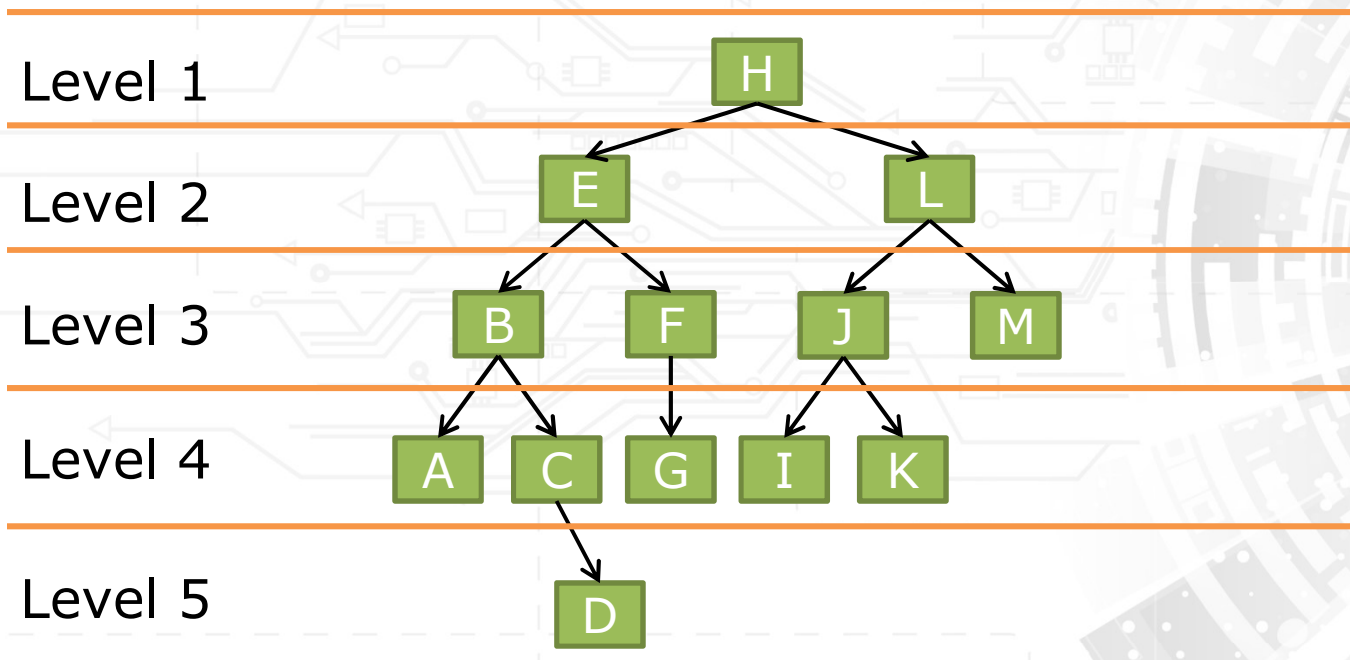 Level 1
H
Level 2
E L
Level 3
B F J M
Level 4
A C G I K
Level 5
D